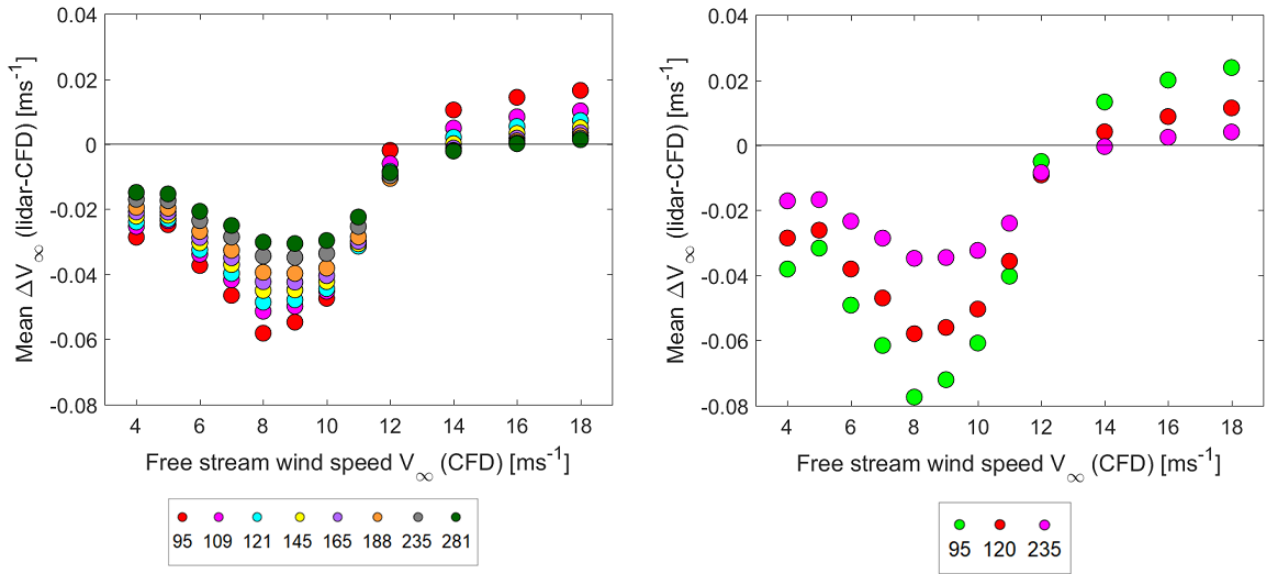 0.04
0.02
0
-0.02
-0.04
-0.06
-0.08
Mean ΔV∞ (lidar-CFD) [ms-1]
4 6 8 10 12 14 16 18
Free stream wind speed V∞ (CFD) [ms-1]
95 109 121 145 165 188 235 281
0.04
0.02
0
-0.02
-0.04
-0.06
-0.08
Mean ΔV∞ (lidar-CFD) [ms-1]
4 6 8 10 12 14 16 18
Free stream wind speed V∞ (CFD) [ms-1]
95 120 235